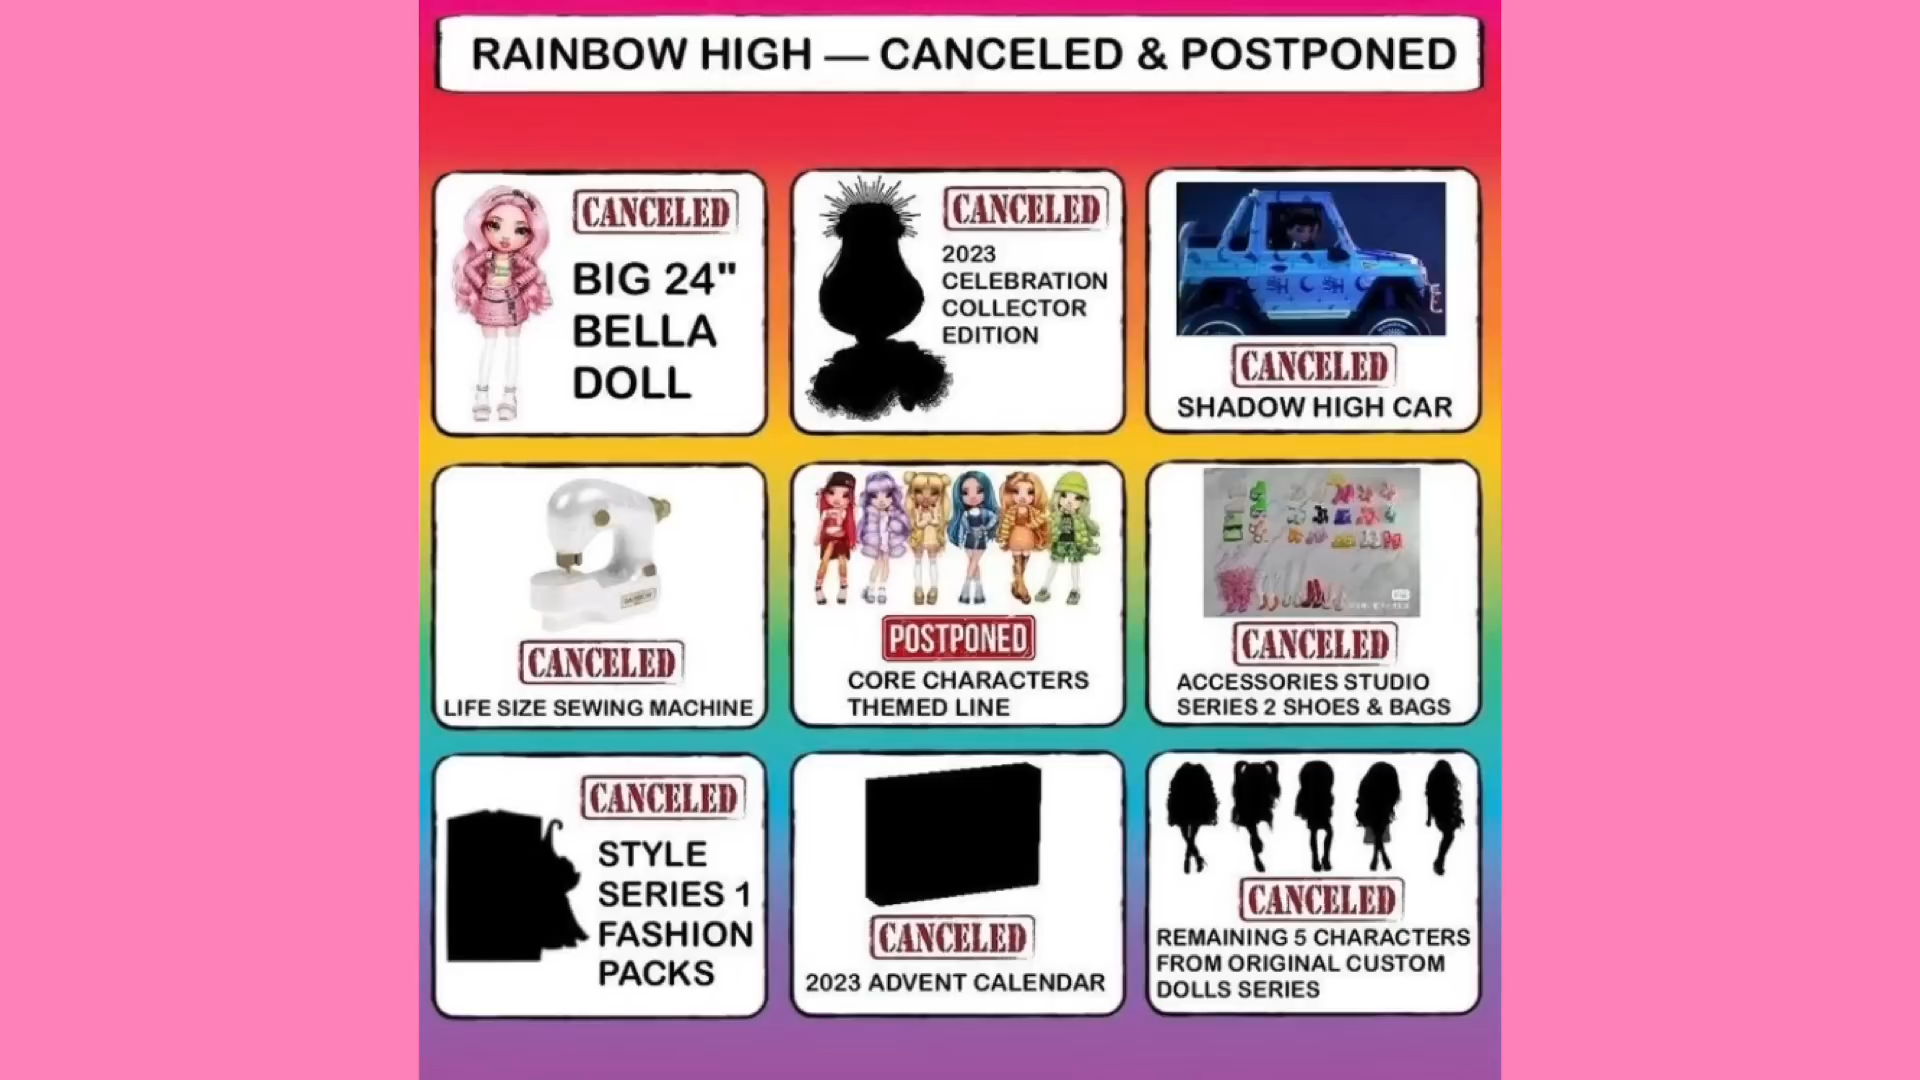 RAINBOW HIGH — CANCELED & POSTPONED
CANCELED
BIG 24"
BELLA
DOLL
CANCELED
2023
CELEBRATION
COLLECTOR
EDITION
CANCELED
SHADOW HIGH CAR
CANCELED
LIFE SIZE SEWING MACHINE
POSTPONED
CORE CHARACTERS
THEMED LINE
CANCELED
ACCESSORIES STUDIO
SERIES 2 SHOES & BAGS
CANCELED
STYLE
SERIES 1
FASHION
PACKS
CANCELED
2023 ADVENT CALENDAR
CANCELED
REMAINING 5 CHARACTERS
FROM ORIGINAL CUSTOM
DOLLS SERIES